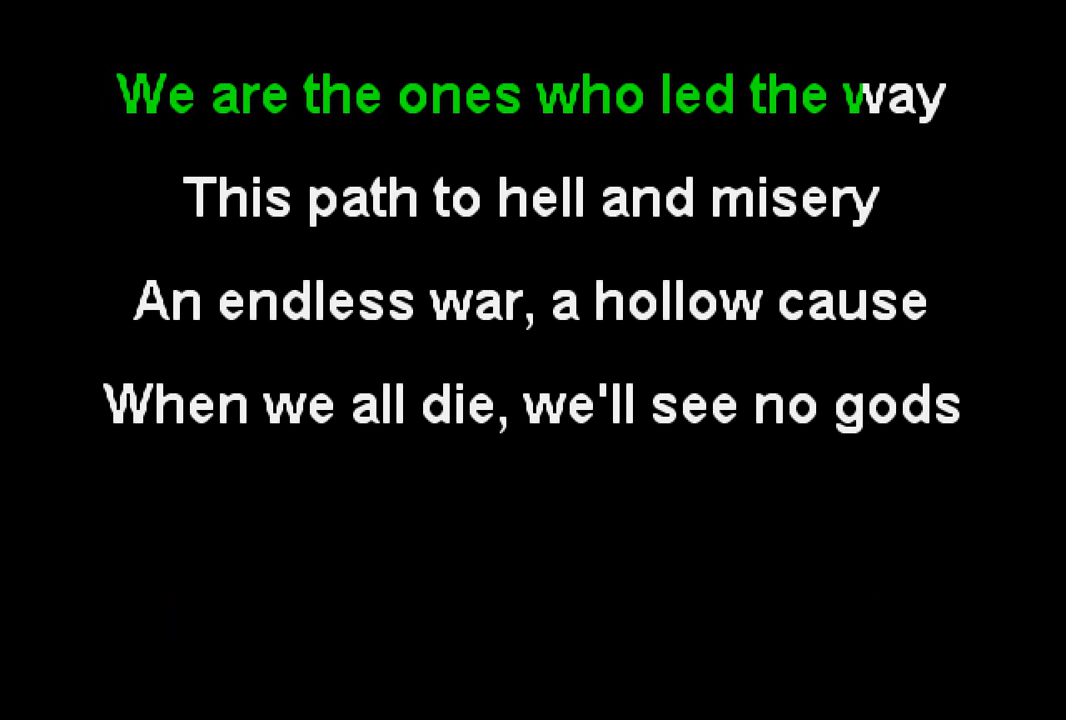 We are the ones who led the way
This path to hell and misery
An endless war, a hollow cause
When we all die, we'll see no gods